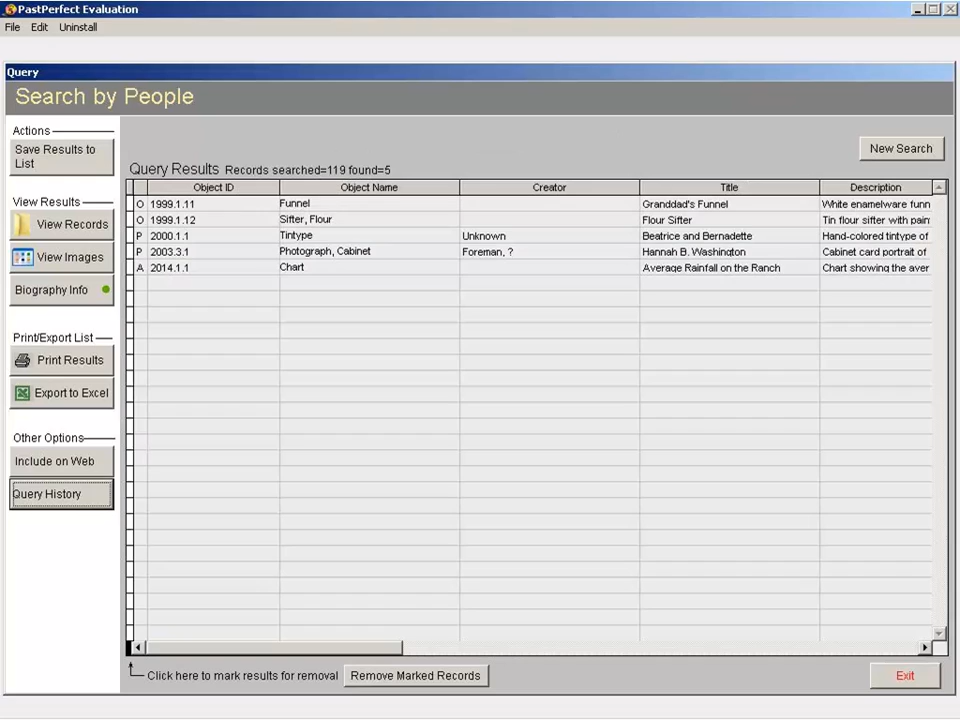 PastPerfect Evaluation
File Edit Uninstall
Query
Search by People
Actions
Save Results to
List
View Results
View Records
View Images
Biography Info
Print/Export List
Print Results
Export to Excel
Other Options
Include on Web
Query History
New Search
Query Results Records searched=119 found=5
Object ID Object Name Creator Title Description
O 1999.1.11 Funnel Granddad's Funnel White enamelware funn
O 1999.1.12 Sifter, Flour Flour Sifter Tin flour sifter with pain
P 2000.1.1 Tintype Unknown Beatrice and Bernadette Hand-colored tintype of
P 2003.3.1 Photograph, Cabinet Foreman, ? Hannah B. Washington Cabinet card portrait of
A 2014.1.1 Chart Average Rainfall on the Ranch Chart showing the aver
Click here to mark results for removal Remove Marked Records Exit